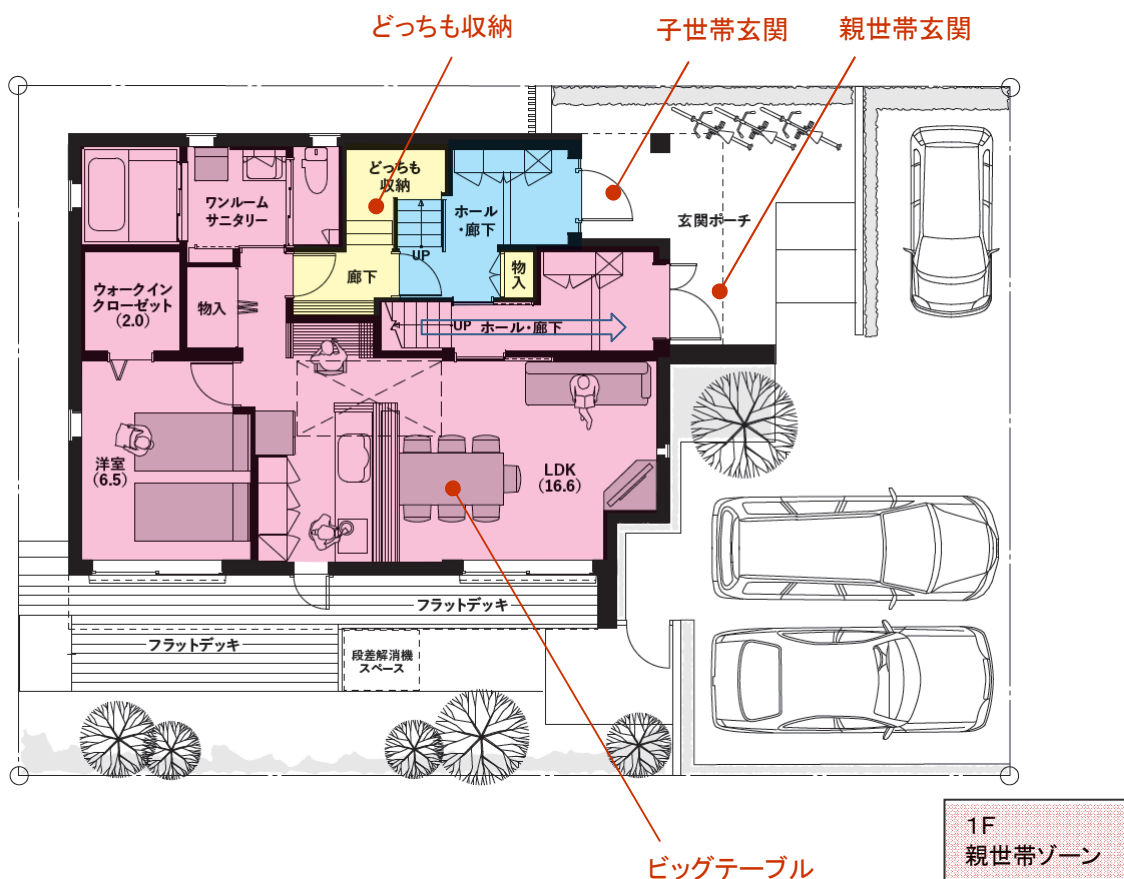 どっちも収納
子世帯玄関
親世帯玄関
どっちも
収納
ワンルーム
サニタリー
ホール
・廊下
玄関ポーチ
UP
廊下
物
入
ウォークイン
クローゼット
(2.0)
物入
UP ホール・廊下
洋室
(6.5)
LDK
(16.6)
フラットデッキ
フラットデッキ
段差解消機
スペース
ビッグテーブル
1F
親世帯ゾーン